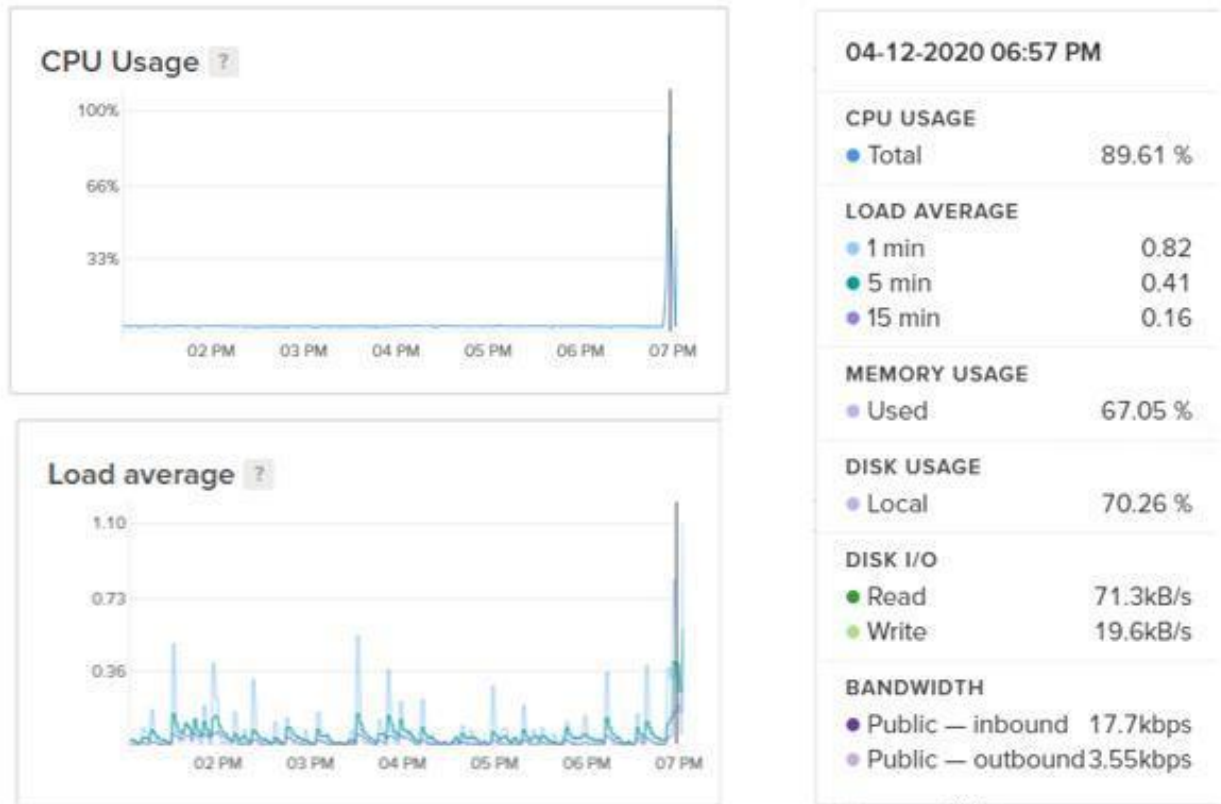 CPU Usage ?
100%
66%
33%
02 PM 03 PM 04 PM 05 PM 06 PM 07 PM
Load average ?
1.10
0.73
0.36
02 PM 03 PM 04 PM 05 PM 06 PM 07 PM
04-12-2020 06:57 PM
CPU USAGE
Total 89.61 %
LOAD AVERAGE
1 min 0.82
5 min 0.41
15 min 0.16
MEMORY USAGE
Used 67.05 %
DISK USAGE
Local 70.26 %
DISK I/O
Read 71.3kB/s
Write 19.6kB/s
BANDWIDTH
Public — inbound 17.7kbps
Public — outbound 3.55kbps